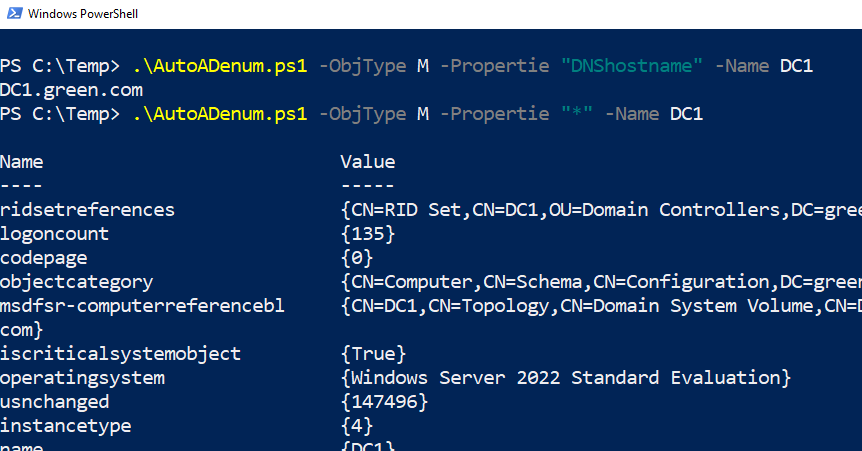 Windows PowerShell
PS C:\Temp> .\AutoADenum.ps1 -ObjType M -Propertie "DNShostname" -Name DC1
DC1.green.com
PS C:\Temp> .\AutoADenum.ps1 -ObjType M -Propertie "*" -Name DC1
Name Value
---- -----
ridsetreferences {CN=RID Set,CN=DC1,OU=Domain Controllers,DC=gree
logoncount {135}
codepage {0}
objectcategory {CN=Computer,CN=Schema,CN=Configuration,DC=green
msdfsr-computerreferencebl {CN=DC1,CN=Topology,CN=Domain System Volume,CN=D
com}
iscriticalsystemobject {True}
operatingsystem {Windows Server 2022 Standard Evaluation}
usnchanged {147496}
instancetype {4}
name {DC1}